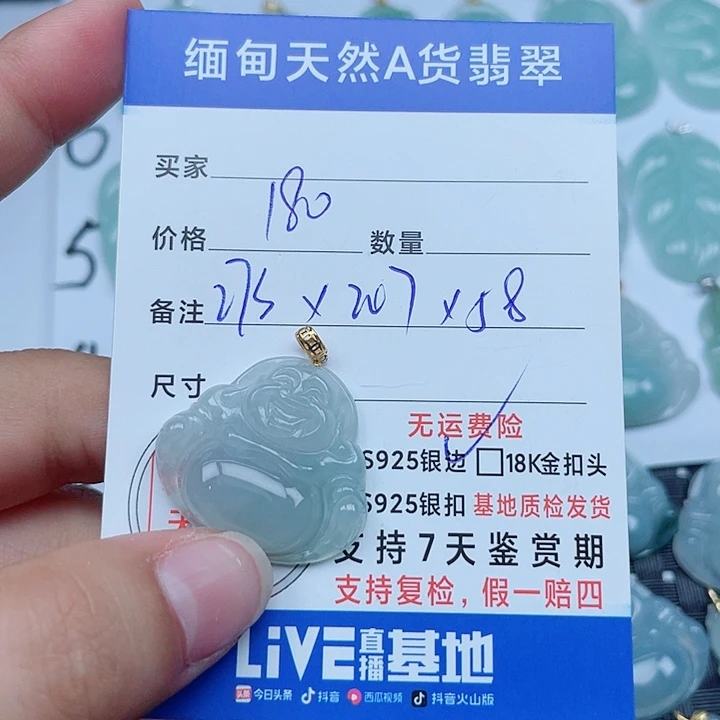 缅甸天然A货翡翠
买家
180
价格 数量
备注 275×207×58
尺寸
无运费险
S925银边 18K金扣头
S925银扣 基地质检发货
支持7天鉴赏期
支持复检，假一赔四
LiVE直播基地
头条 今日头条 抖音 西瓜视频 抖音火山版
6
5